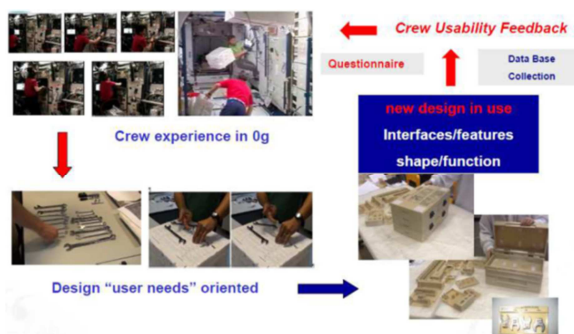 Crew Usability Feedback
Questionnaire
Data Base
Collection
new design in use
Interfaces/features
shape/function
Crew experience in 0g
Design “user needs” oriented